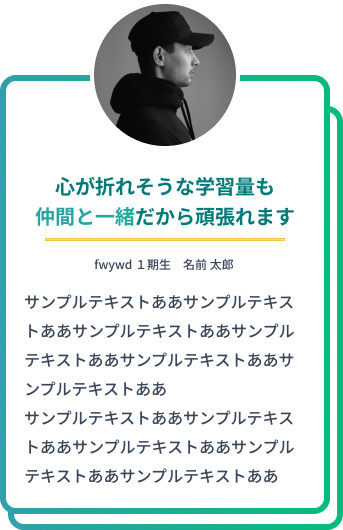 心が折れそうな学習量も
仲間と一緒だから頑張れます
fwywd 1期生　名前 太郎
サンプルテキストああサンプルテキス
トああサンプルテキストああサンプル
テキストああサンプルテキストああサ
ンプルテキストああ
サンプルテキストああサンプルテキス
トああサンプルテキストああサンプル
テキストああサンプルテキストああ